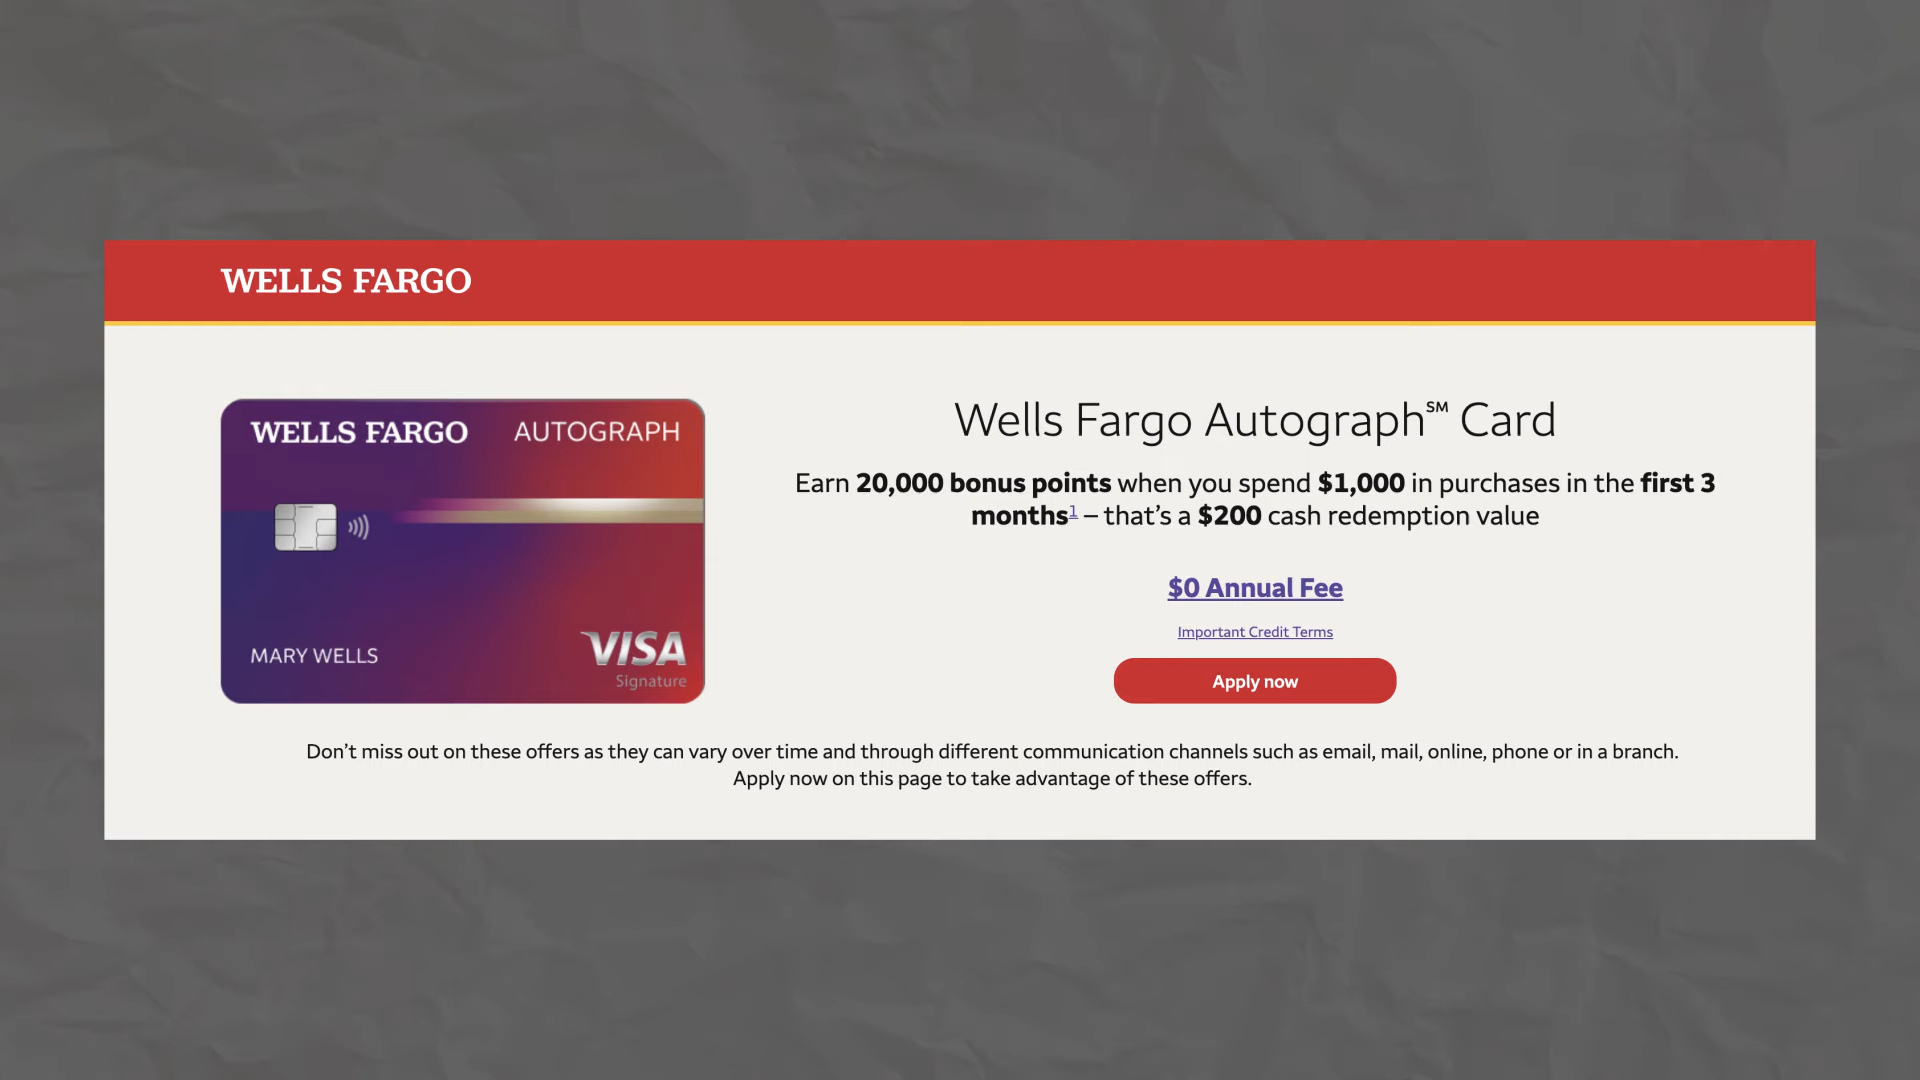 WELLS FARGO
WELLS FARGO AUTOGRAPH
MARY WELLS
VISA
Signature
Wells Fargo Autograph℠ Card
Earn 20,000 bonus points when you spend $1,000 in purchases in the first 3
months¹ – that’s a $200 cash redemption value
$0 Annual Fee
Important Credit Terms
Apply now
Don’t miss out on these offers as they can vary over time and through different communication channels such as email, mail, online, phone or in a branch.
Apply now on this page to take advantage of these offers.